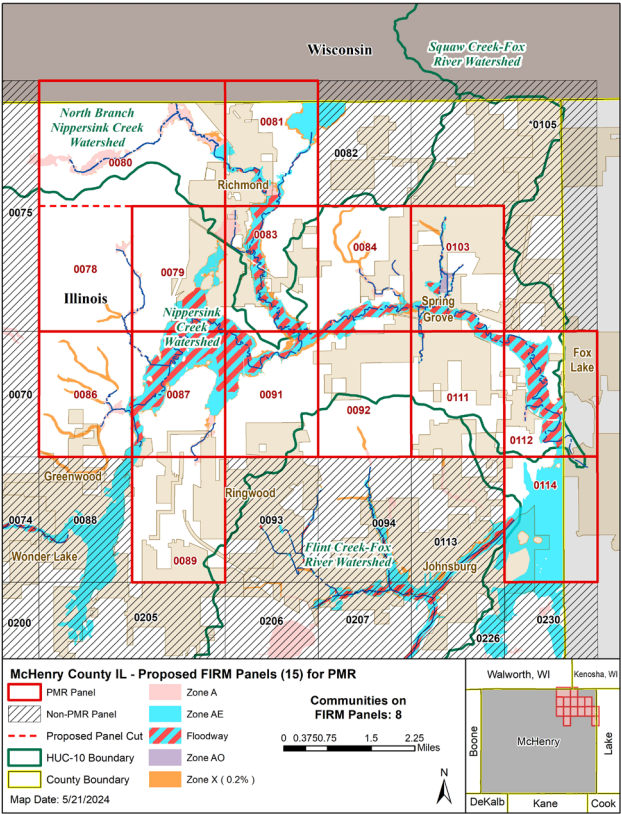 Wisconsin
Squaw Creek-Fox
River Watershed
North Branch
Nippersink Creek
Watershed
0081
*0105
0080
0082
Richmond
0075
0083
0084
0103
0078
0079
Illinois
Spring
Grove
Nippersink
Creek
Watershed
Fox
Lake
0070
0086
0087
0091
0092
0111
0112
Greenwood
Ringwood
0114
0074
0088
0093
0094
0113
Wonder Lake
Flint Creek-Fox
River Watershed
Johnsburg
0089
0200
0205
0206
0207
0226
0230
McHenry County IL - Proposed FIRM Panels (15) for PMR
PMR Panel
Non-PMR Panel
Proposed Panel Cut
HUC-10 Boundary
County Boundary
Map Date: 5/21/2024
Zone A
Zone AE
Floodway
Zone AO
Zone X ( 0.2% )
Communities on
FIRM Panels: 8
0 0.375 0.75 1.5 2.25
Miles
N
Walworth, WI
Kenosha, WI
Boone
McHenry
Lake
DeKalb
Kane
Cook